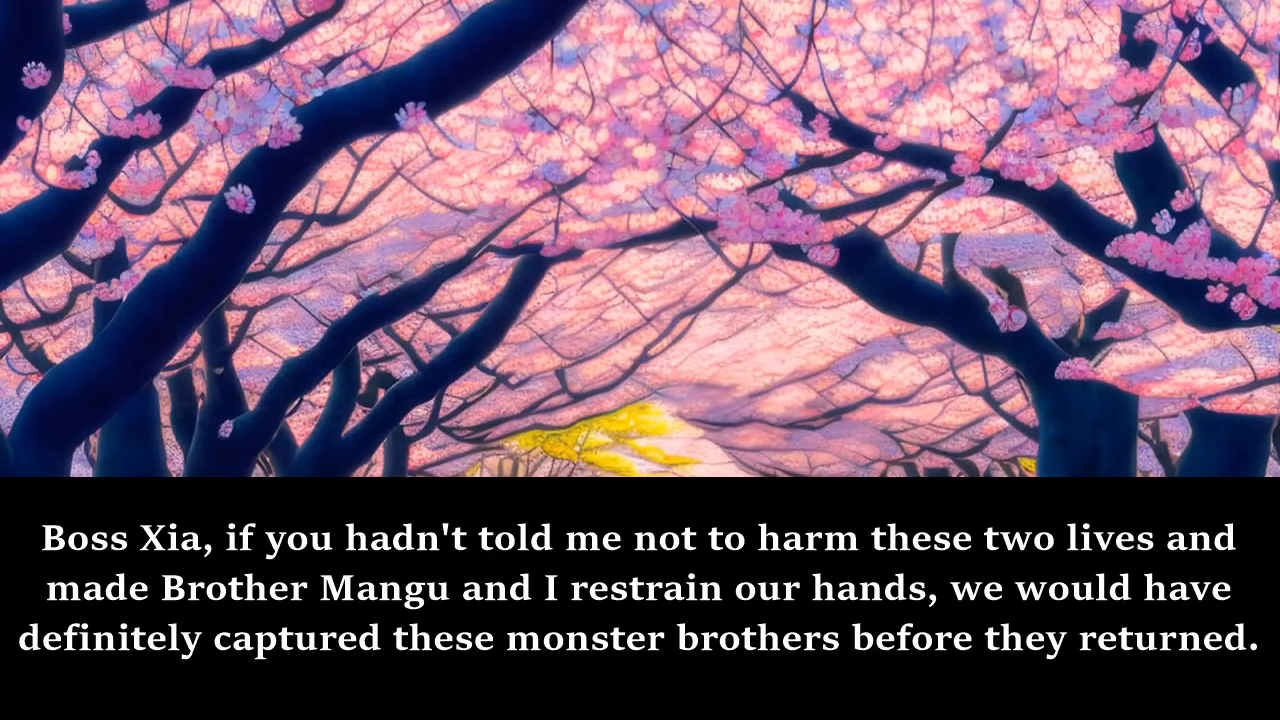 Boss Xia, if you hadn't told me not to harm these two lives and
made Brother Mangu and I restrain our hands, we would have
definitely captured these monster brothers before they returned.